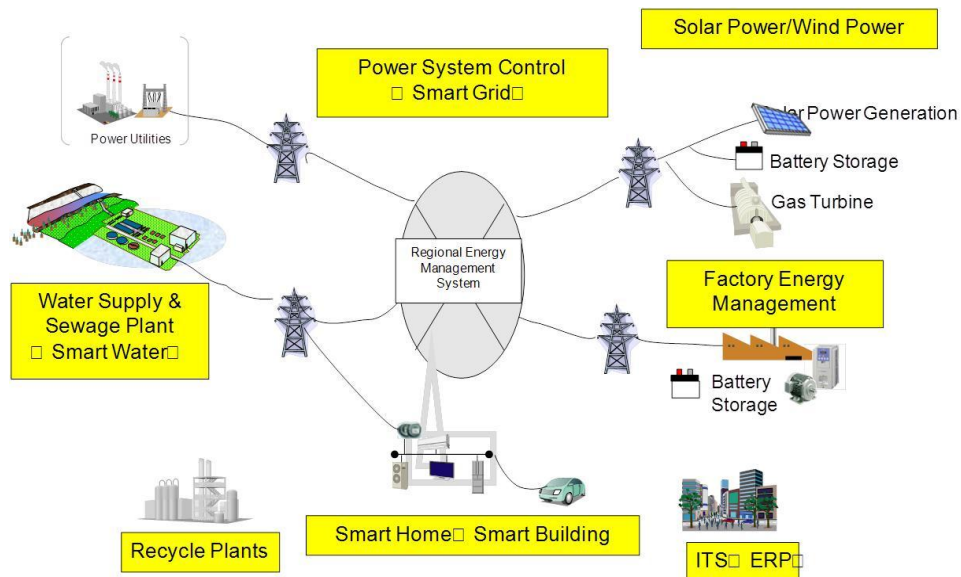 Solar Power/Wind Power
Power System Control
□ Smart Grid□
Power Utilities
Power Generation
Battery Storage
Gas Turbine
Regional Energy
Management
System
Water Supply &
Sewage Plant
□ Smart Water□
Factory Energy
Management
Battery
Storage
Smart Home□ Smart Building
Recycle Plants
ITS□ ERP□